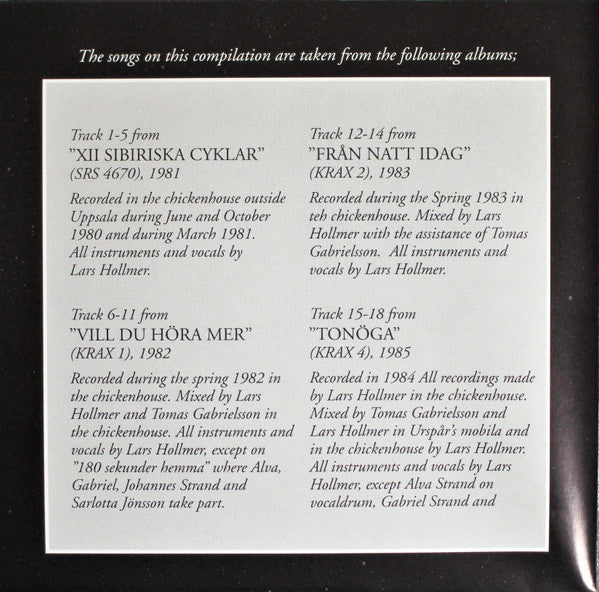 The songs on this compilation are taken from the following albums;
Track 1-5 from
"XII SIBIRISKA CYKLAR"
(SRS 4670), 1981
Recorded in the chickenhouse outside
Uppsala during June and October
1980 and during March 1981.
All instruments and vocals by
Lars Hollmer.
Track 6-11 from
"VILL DU HÖRA MER"
(KRAX 1), 1982
Recorded during the spring 1982 in
the chickenhouse. Mixed by Lars
Hollmer and Tomas Gabrielsson in
the chickenhouse. All instruments and
vocals by Lars Hollmer, except on
"180 sekunder hemma" where Alva,
Gabriel, Johannes Strand and
Sarlotta Jönsson take part.
Track 12-14 from
"FRÅN NATT IDAG"
(KRAX 2), 1983
Recorded during the Spring 1983 in
teh chickenhouse. Mixed by Lars
Hollmer with the assistance of Tomas
Gabrielsson. All instruments and
vocals by Lars Hollmer.
Track 15-18 from
"TONÖGA"
(KRAX 4), 1985
Recorded in 1984 All recordings made
by Lars Hollmer in the chickenhouse.
Mixed by Tomas Gabrielsson and
Lars Hollmer in Urspår's mobila and
in the chickenhouse by Lars Hollmer.
All instruments and vocals by Lars
Hollmer, except Alva Strand on
vocaldrum, Gabriel Strand and